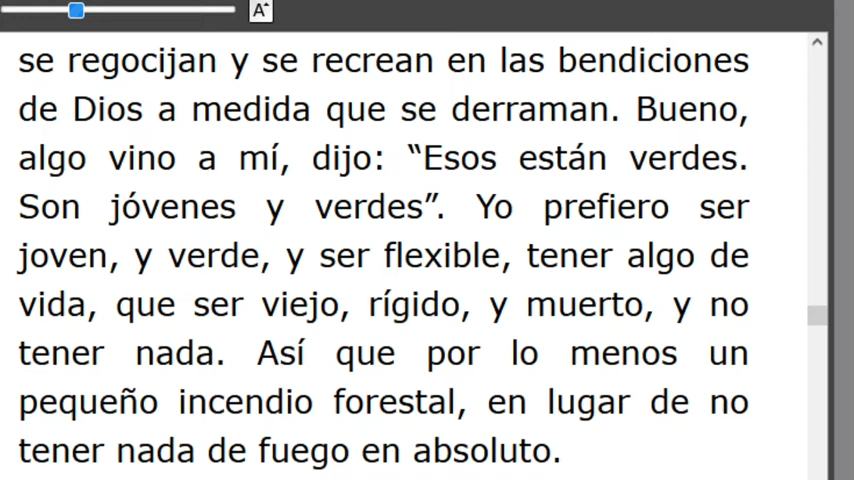 A
se regocijan y se recrean en las bendiciones
de Dios a medida que se derraman. Bueno,
algo vino a mí, dijo: “Esos están verdes.
Son jóvenes y verdes”. Yo prefiero ser
joven, y verde, y ser flexible, tener algo de
vida, que ser viejo, rígido, y muerto, y no
tener nada. Así que por lo menos un
pequeño incendio forestal, en lugar de no
tener nada de fuego en absoluto.